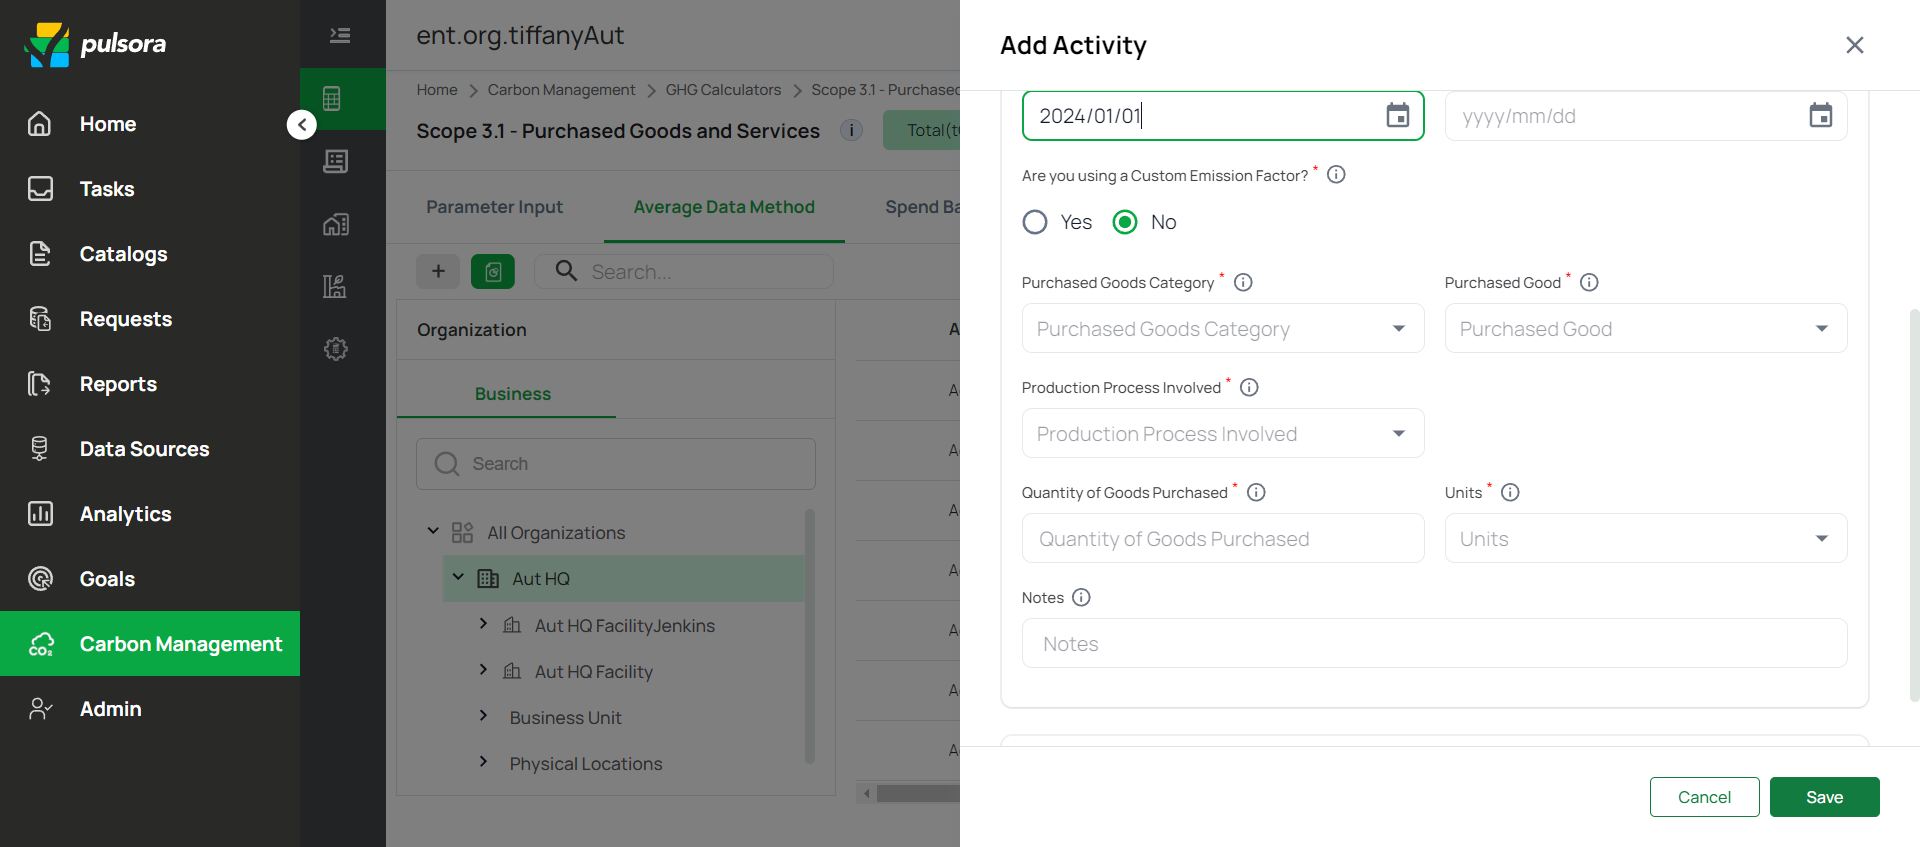 pulsora
Home
Tasks
Catalogs
Requests
Reports
Data Sources
Analytics
Goals
Carbon Management
Admin
ent.org.tiffanyAut
Home > Carbon Management > GHG Calculators > Scope 3.1 - Purchased
Scope 3.1 - Purchased Goods and Services
Parameter Input
Average Data Method
Search...
Organization
Business
Search
All Organizations
Aut HQ
Aut HQ FacilityJenkins
Aut HQ Facility
Business Unit
Physical Locations
Add Activity
2024/01/01
yyyy/mm/dd
Are you using a Custom Emission Factor? *
Yes
No
Purchased Goods Category *
Purchased Good *
Purchased Goods Category
Purchased Good
Production Process Involved *
Production Process Involved
Quantity of Goods Purchased *
Units *
Quantity of Goods Purchased
Units
Notes
Notes
Cancel
Save